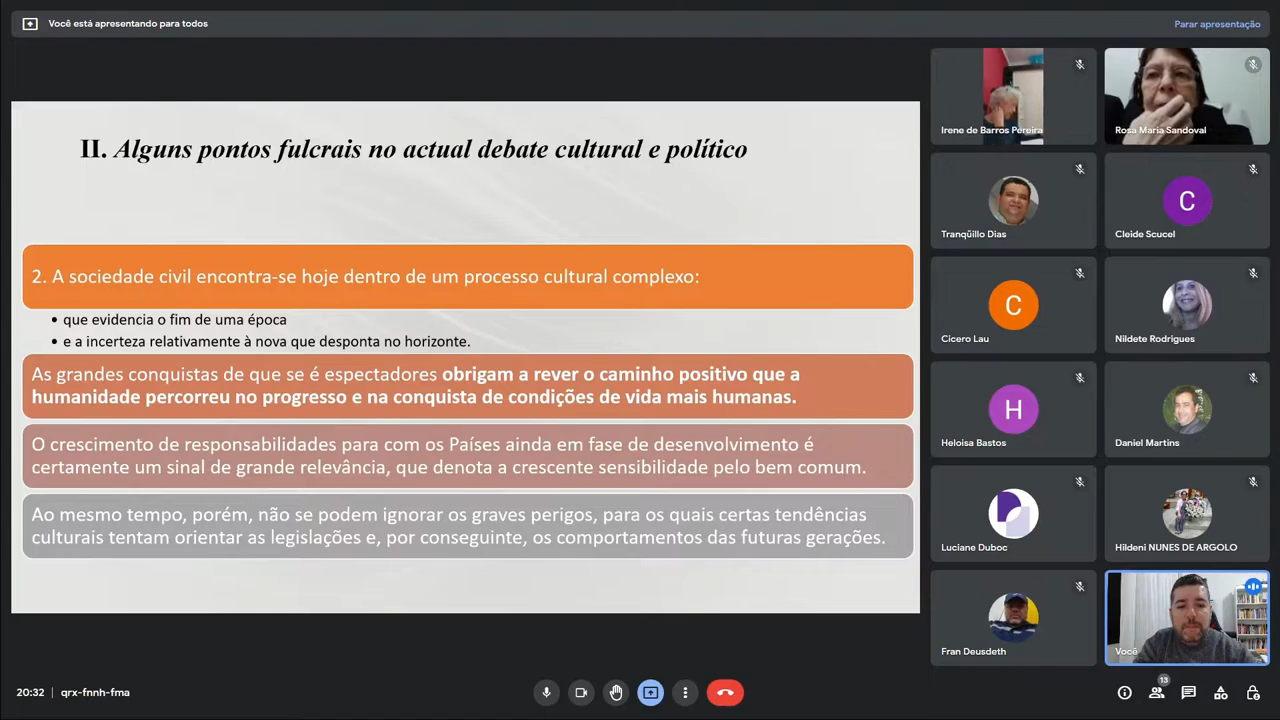 Você está apresentando para todos
Parar apresentação
II. Alguns pontos fulcrais no actual debate cultural e político
2. A sociedade civil encontra-se hoje dentro de um processo cultural complexo:
• que evidencia o fim de uma época
• e a incerteza relativamente à nova que desponta no horizonte.
As grandes conquistas de que se é espectadores obrigam a rever o caminho positivo que a
humanidade percorreu no progresso e na conquista de condições de vida mais humanas.
O crescimento de responsabilidades para com os Países ainda em fase de desenvolvimento é
certamente um sinal de grande relevância, que denota a crescente sensibilidade pelo bem comum.
Ao mesmo tempo, porém, não se podem ignorar os graves perigos, para os quais certas tendências
culturais tentam orientar as legislações e, por conseguinte, os comportamentos das futuras gerações.
Irene de Barros Pereira
Rosa Maria Sandoval
Tranqüillo Dias
C
Cleide Scucel
C
Cicero Lau
Nildete Rodrigues
H
Heloisa Bastos
Daniel Martins
Luciane Duboc
Hildeni NUNES DE ARGOLO
Fran Deusdeth
Você
20:32
qrx-fnnh-fma
13